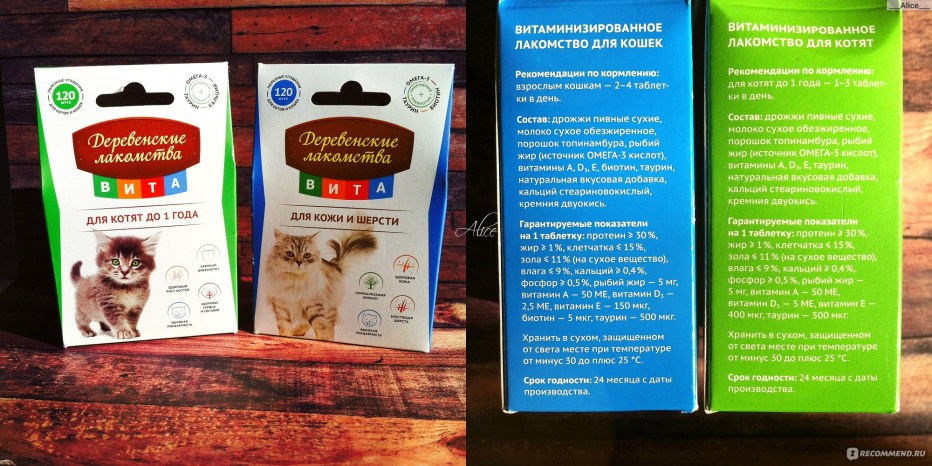 120
ШТУК
ОМЕГА-3
ТАУРИН
Деревенские
лакомства
ВИТА
ДЛЯ КОТЯТ ДО 1 ГОДА
120
ШТУК
ОМЕГА-3
ТАУРИН
БИОТИН
Деревенские
лакомства
ВИТА
ДЛЯ КОЖИ И ШЕРСТИ
Alice
ВИТАМИНИЗИРОВАННОЕ
ЛАКОМСТВО ДЛЯ КОШЕК
Рекомендации по кормлению:
взрослым кошкам — 2–4 таблет-
ки в день.
Состав: дрожжи пивные сухие,
молоко сухое обезжиренное,
порошок топинамбура, рыбий
жир (источник ОМЕГА-3 кислот),
витамины А, D₃, Е, биотин, таурин,
натуральная вкусовая добавка,
кальций стеариновокислый,
кремния двуокись.
Гарантируемые показатели
на 1 таблетку: протеин ⩾ 30%,
жир ⩾ 1%, клетчатка ⩽ 15%,
зола ⩽ 11% (на сухое вещество),
влага ⩽ 9%, кальций ⩾ 0,4%,
фосфор ⩾ 0,5%, рыбий жир — 5 мг,
витамин А — 50 МЕ, витамин D₃ —
2,5 МЕ, витамин Е — 150 мкг,
биотин — 5 мкг, таурин — 500 мкг.
Хранить в сухом, защищенном
от света месте при температуре
от минус 30 до плюс 25 °С.
Срок годности: 24 месяца с даты
производства.
__Alice__
ВИТАМИНИЗИРОВАННОЕ
ЛАКОМСТВО ДЛЯ КОТЯТ
Рекомендации по кормлению:
для котят до 1 года — 1–3 таблет-
ки в день.
Состав: дрожжи пивные сухие,
молоко сухое обезжиренное,
порошок топинамбура, рыбий
жир (источник ОМЕГА-3 кислот),
витамины А, D₃, Е, таурин,
натуральная вкусовая добавка,
кальций стеариновокислый,
кремния двуокись.
Гарантируемые показатели
на 1 таблетку: протеин ⩾ 30%,
жир ⩾ 1%, клетчатка ⩽ 15%,
зола ⩽ 11% (на сухое вещество),
влага ⩽ 9%, кальций ⩾ 0,4%,
фосфор ⩾ 0,5%, рыбий жир —
5 мг, витамин А — 50 МЕ,
витамин D₃ — 5 МЕ, витамин Е —
400 мкг, таурин — 500 мкг.
Хранить в сухом, защищенном
от света месте при температуре
от минус 30 до плюс 25 °С.
Срок годности: 24 месяца с даты
производства.
IRECOMMEND.RU